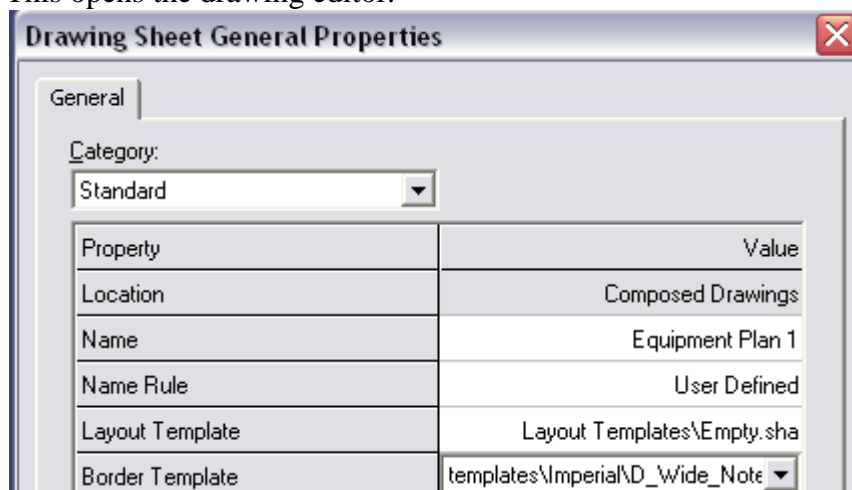 This opens the drawing editor.
Drawing Sheet General Properties
General
Category:
Standard
Property Value
Location Composed Drawings
Name Equipment Plan 1
Name Rule User Defined
Layout Template Layout Templates\Empty.sha
Border Template templates\Imperial\D_Wide_Note